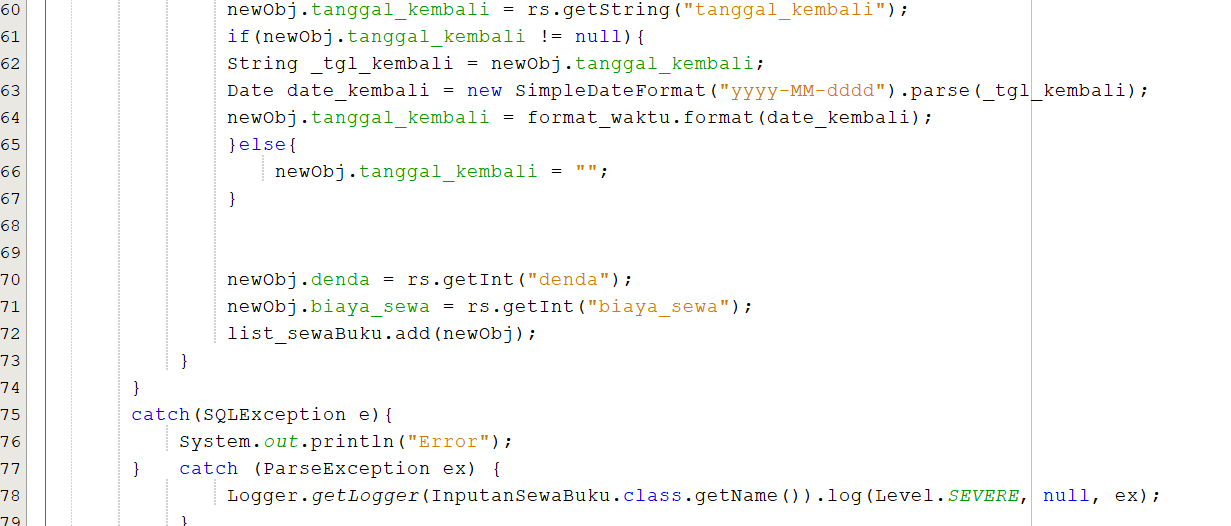 60 newObj.tanggal_kembali = rs.getString("tanggal_kembali");
61 if(newObj.tanggal_kembali != null){
62 String _tgl_kembali = newObj.tanggal_kembali;
63 Date date_kembali = new SimpleDateFormat("yyyy-MM-dddd").parse(_tgl_kembali);
64 newObj.tanggal_kembali = format_waktu.format(date_kembali);
65 }else{
66 newObj.tanggal_kembali = "";
67 }
68
69
70 newObj.denda = rs.getInt("denda");
71 newObj.biaya_sewa = rs.getInt("biaya_sewa");
72 list_sewaBuku.add(newObj);
73 }
74 }
75 catch(SQLException e){
76 System.out.println("Error");
77 } catch (ParseException ex) {
78 Logger.getLogger(InputanSewaBuku.class.getName()).log(Level.SEVERE, null, ex);
79 }